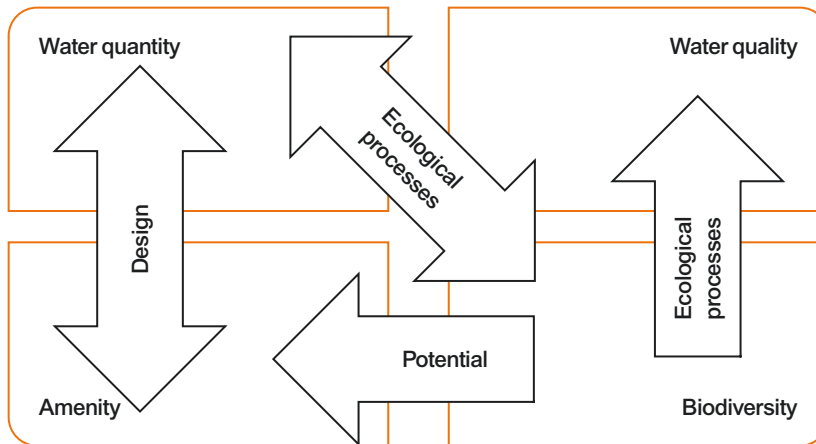 Water quantity
Water quality
Ecological
processes
Design
Ecological
processes
Potential
Amenity
Biodiversity